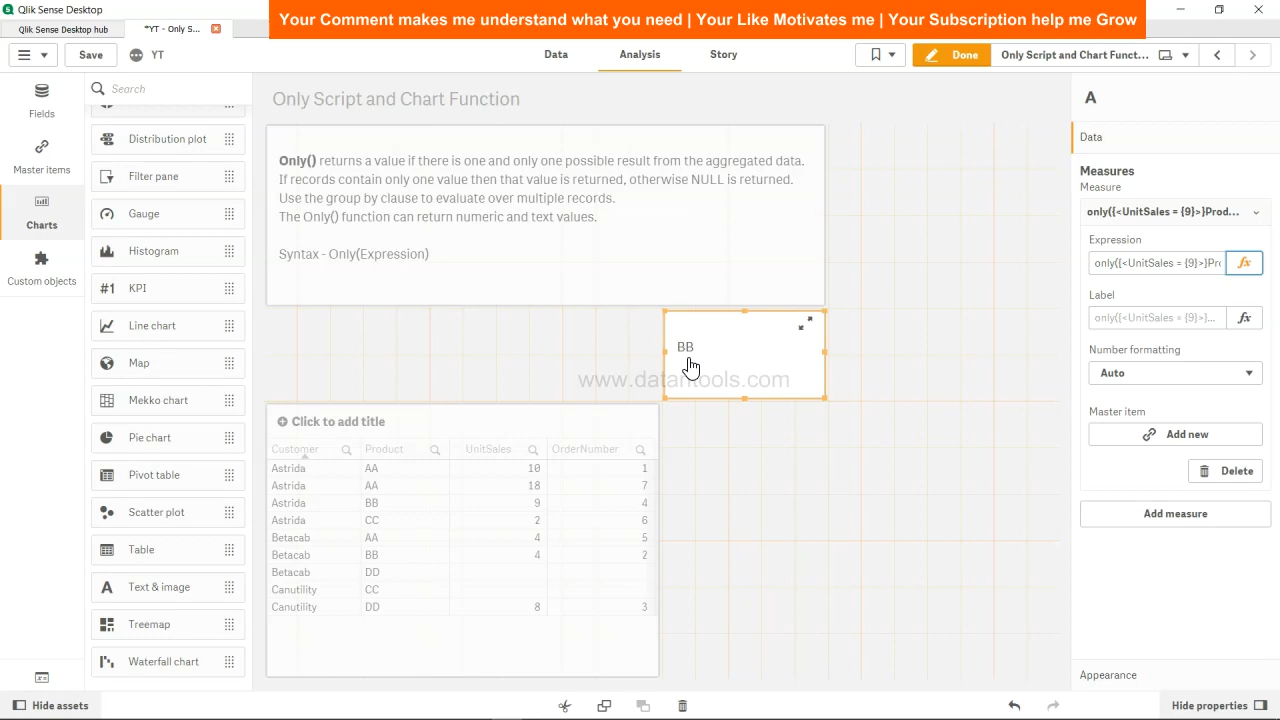 Qlik Sense Desktop
Your Comment makes me understand what you need | Your Like Motivates me | Your Subscription help me Grow
Qlik Sense Desktop hub
*YT - Only S...
Save
YT
Data
Analysis
Story
Done
Only Script and Chart Funct...
Fields
Master items
Charts
Custom objects
Search
Distribution plot
Filter pane
Gauge
Histogram
#1 KPI
Line chart
Map
Mekko chart
Pie chart
Pivot table
Scatter plot
Table
A Text & image
Treemap
Waterfall chart
Only Script and Chart Function
Only() returns a value if there is one and only one possible result from the aggregated data.
If records contain only one value then that value is returned, otherwise NULL is returned.
Use the group by clause to evaluate over multiple records.
The Only() function can return numeric and text values.
Syntax - Only(Expression)
BB
www.datantools.com
Click to add title
Customer Product UnitSales OrderNumber
Astrida AA 10 1
Astrida AA 18 7
Astrida BB 9 4
Astrida CC 2 6
Betacab AA 4 5
Betacab BB 4 2
Betacab DD
Canutility CC
Canutility DD 8 3
A
Data
Measures
Measure
only({<UnitSales = {9}>}Prod...
Expression
only({<UnitSales = {9}>}Pro
fx
Label
only({<UnitSales = {9}>}...
fx
Number formatting
Auto
Master item
Add new
Delete
Add measure
Appearance
Hide assets
Hide properties